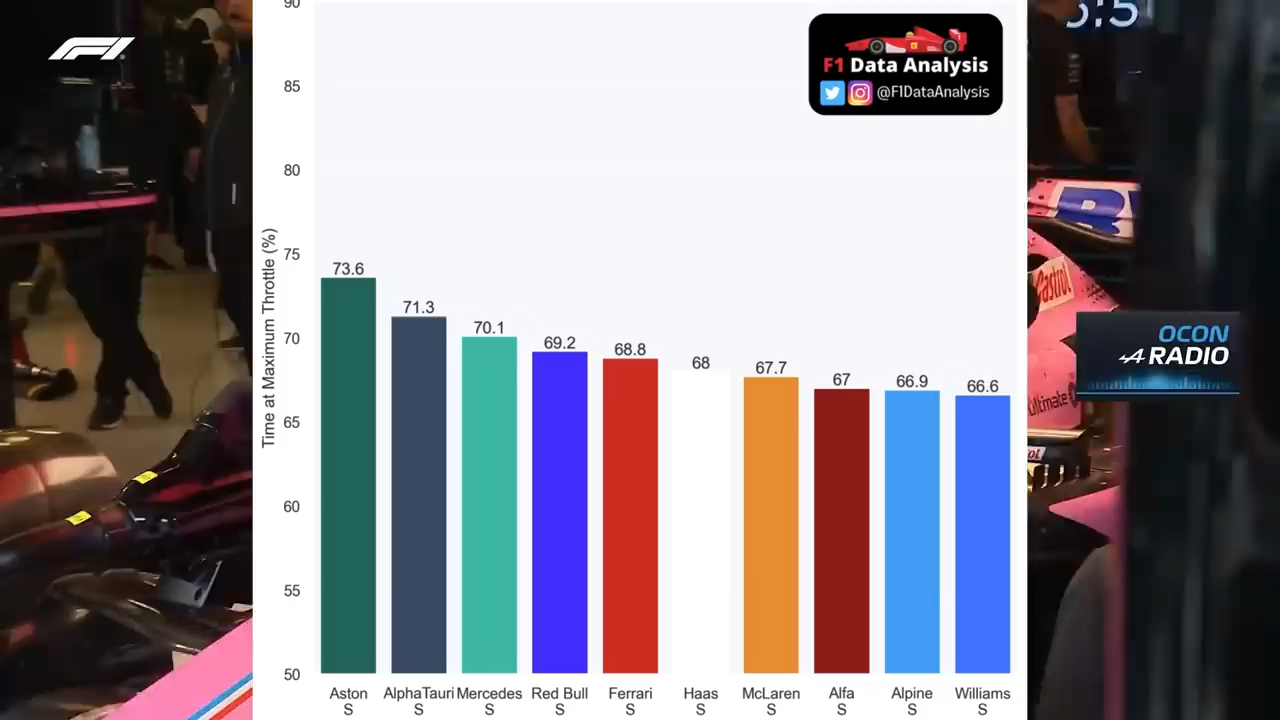 90
85
80
75
70
65
60
55
50
Time at Maximum Throttle (%)
F1
F1 Data Analysis
@F1DataAnalysis
73.6
71.3
70.1
69.2
68.8
68
67.7
67
66.9
66.6
Aston AlphaTauri Mercedes Red Bull Ferrari Haas McLaren Alfa Alpine Williams
S S S S S S S S S S
OCON
RADIO
Castrol